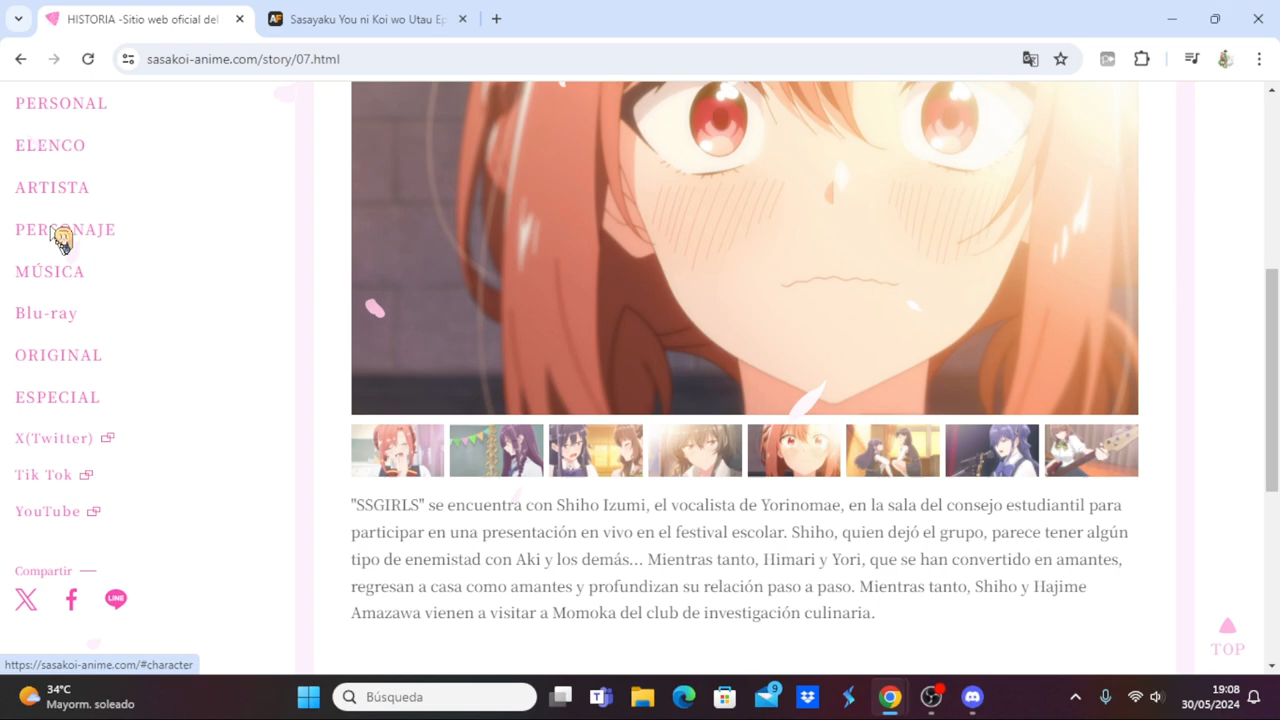 HISTORIA -Sitio web oficial del
Sasayaku You ni Koi wo Utau Ep
sasakoi-anime.com/story/07.html
PERSONAL
ELENCO
ARTISTA
PERSONAJE
MÚSICA
Blu-ray
ORIGINAL
ESPECIAL
X(Twitter)
Tik Tok
YouTube
Compartir
LINE
"SSGIRLS" se encuentra con Shiho Izumi, el vocalista de Yorinomae, en la sala del consejo estudiantil para
participar en una presentación en vivo en el festival escolar. Shiho, quien dejó el grupo, parece tener algún
tipo de enemistad con Aki y los demás... Mientras tanto, Himari y Yori, que se han convertido en amantes,
regresan a casa como amantes y profundizan su relación paso a paso. Mientras tanto, Shiho y Hajime
Amazawa vienen a visitar a Momoka del club de investigación culinaria.
TOP
https://sasakoi-anime.com/#character
34°C
Mayorm. soleado
Búsqueda
9
19:08
30/05/2024